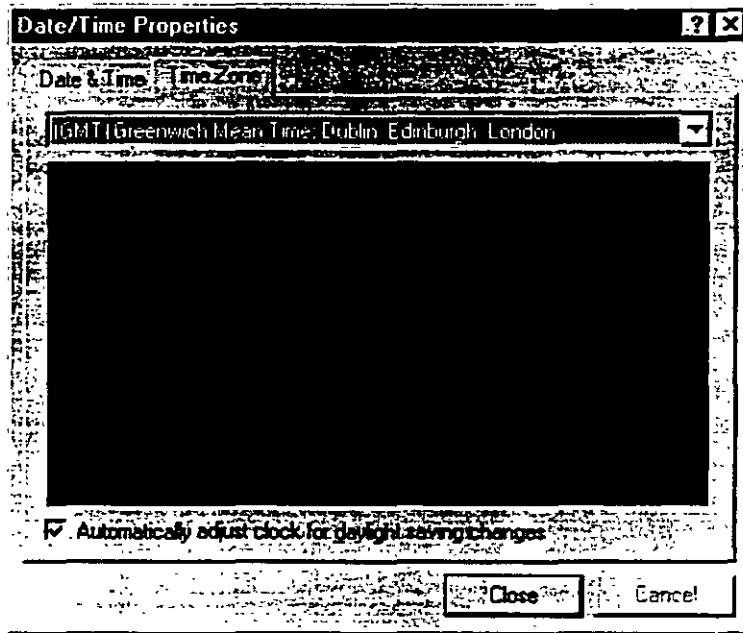 Date/Time Properties
Date & Time Time Zone
(GMT) Greenwich Mean Time; Dublin, Edinburgh, London
Automatically adjust clock for daylight saving changes
Close Cancel